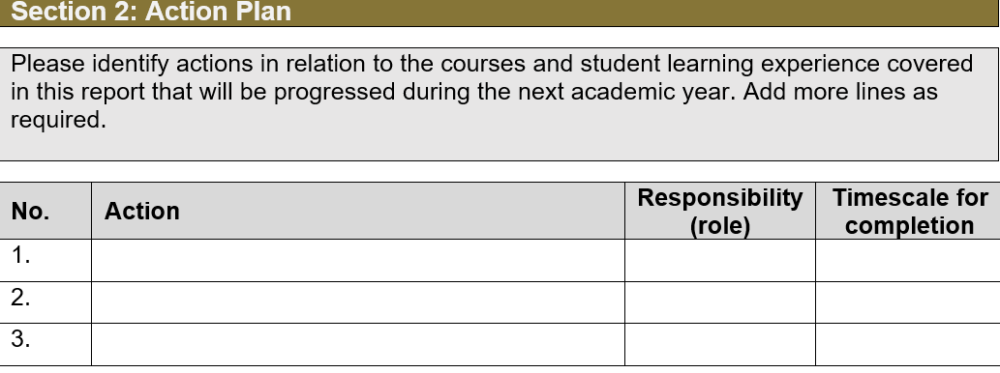 Section 2: Action Plan
Please identify actions in relation to the courses and student learning experience covered
in this report that will be progressed during the next academic year. Add more lines as
required.
No. Action Responsibility (role) Timescale for completion
1.
2.
3.